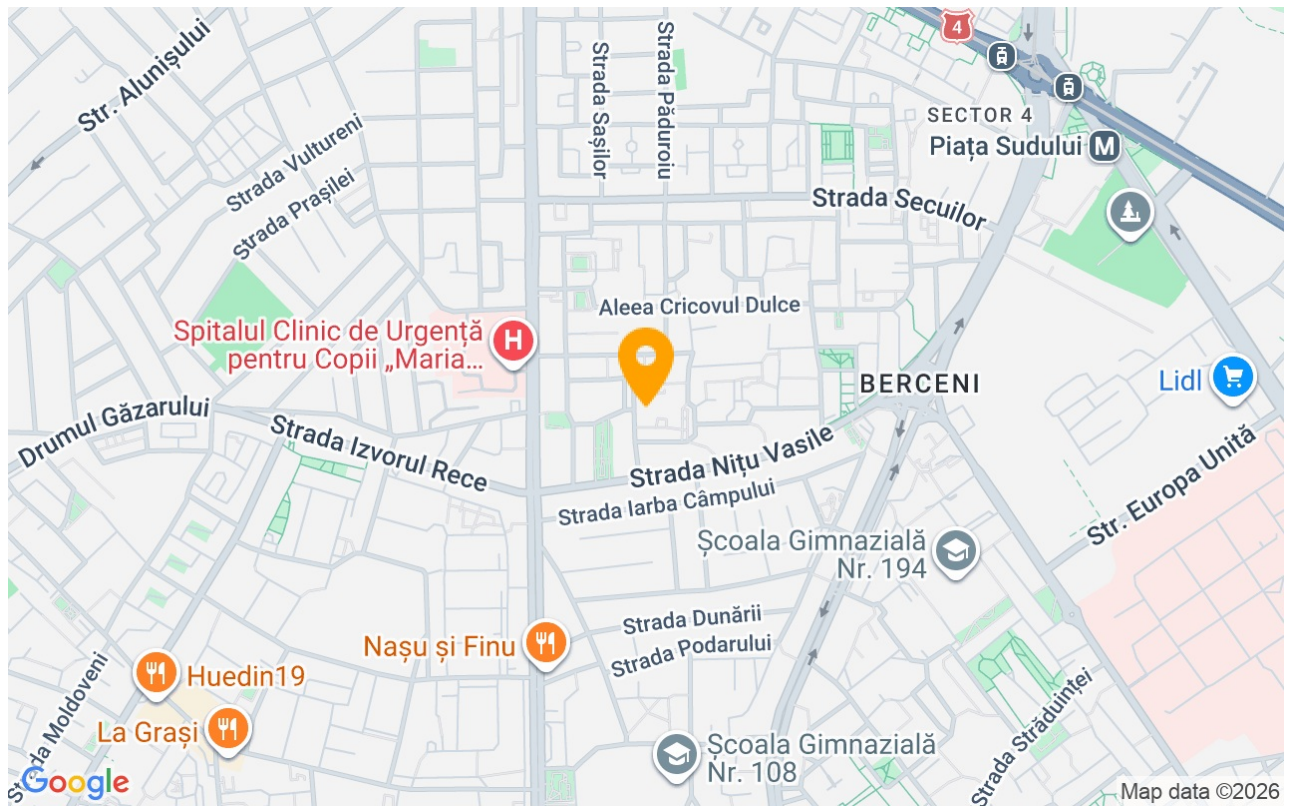 4
Str. Alunișului
Strada Sașilor
Strada Păduroiu
SECTOR 4
Piața Sudului
M
Strada Vultureni
Strada Prașilei
Strada Secuilor
Aleea Cricovul Dulce
Spitalul Clinic de Urgență
pentru Copii „Maria...
H
BERCENI
Lidl
Drumul Găzarului
Strada Izvorul Rece
Strada Nițu Vasile
Strada Iarba Câmpului
Str. Europa Unită
Școala Gimnazială
Nr. 194
Strada Dunării
Strada Podarului
Nașu și Finu
Huedin19
La Grași
Strada Moldoveni
Școala Gimnazială
Nr. 108
Strada Străduinței
Google
Map data ©2026